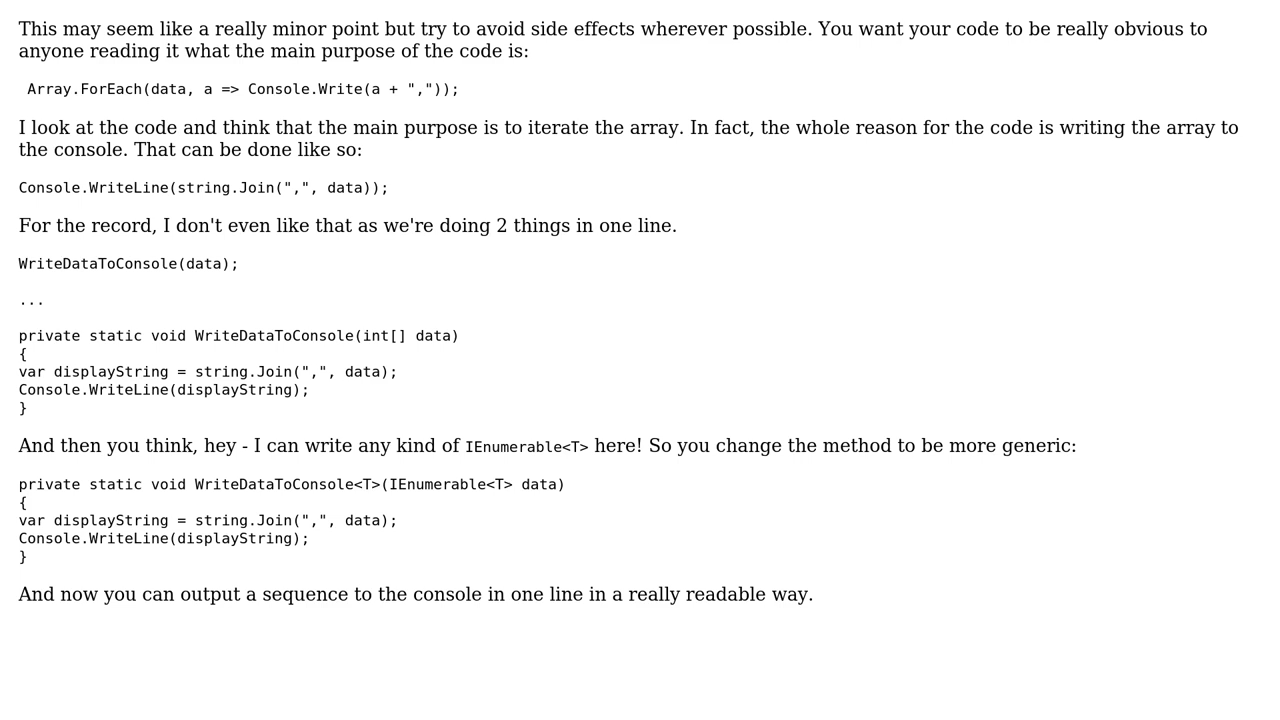 This may seem like a really minor point but try to avoid side effects wherever possible. You want your code to be really obvious to
anyone reading it what the main purpose of the code is:
Array.ForEach(data, a => Console.Write(a + ","));
I look at the code and think that the main purpose is to iterate the array. In fact, the whole reason for the code is writing the array to
the console. That can be done like so:
Console.WriteLine(string.Join(",", data));
For the record, I don't even like that as we're doing 2 things in one line.
WriteDataToConsole(data);
...
private static void WriteDataToConsole(int[] data)
{
var displayString = string.Join(",", data);
Console.WriteLine(displayString);
}
And then you think, hey - I can write any kind of IEnumerable<T> here! So you change the method to be more generic:
private static void WriteDataToConsole<T>(IEnumerable<T> data)
{
var displayString = string.Join(",", data);
Console.WriteLine(displayString);
}
And now you can output a sequence to the console in one line in a really readable way.